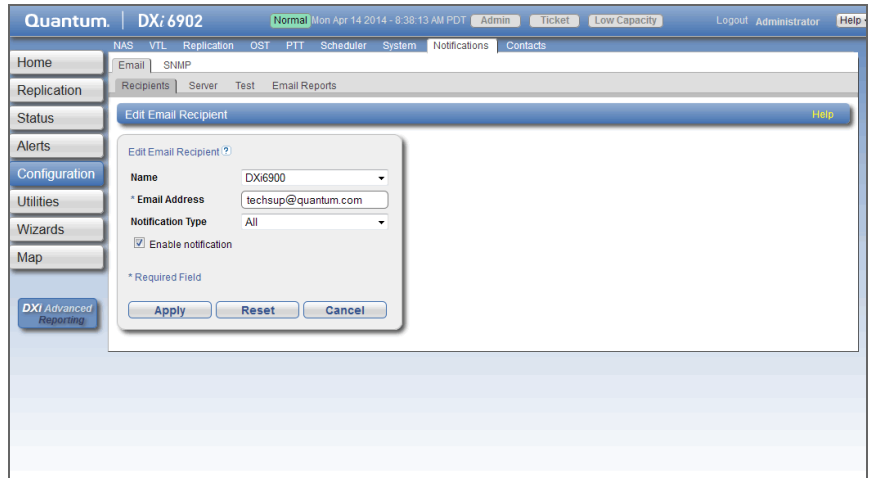 Quantum. DXi 6902 Normal Mon Apr 14 2014 - 8:38:13 AM PDT Admin Ticket Low Capacity Logout Administrator Help
NAS VTL Replication OST PTT Scheduler System Notifications Contacts
Home
Email SNMP
Replication
Recipients Server Test Email Reports
Status
Edit Email Recipient Help
Alerts
Edit Email Recipient ?
Configuration
Name DXi6900
Utilities
* Email Address techsup@quantum.com
Wizards
Notification Type All
Enable notification
Map
* Required Field
DXI Advanced
Reporting
Apply Reset Cancel